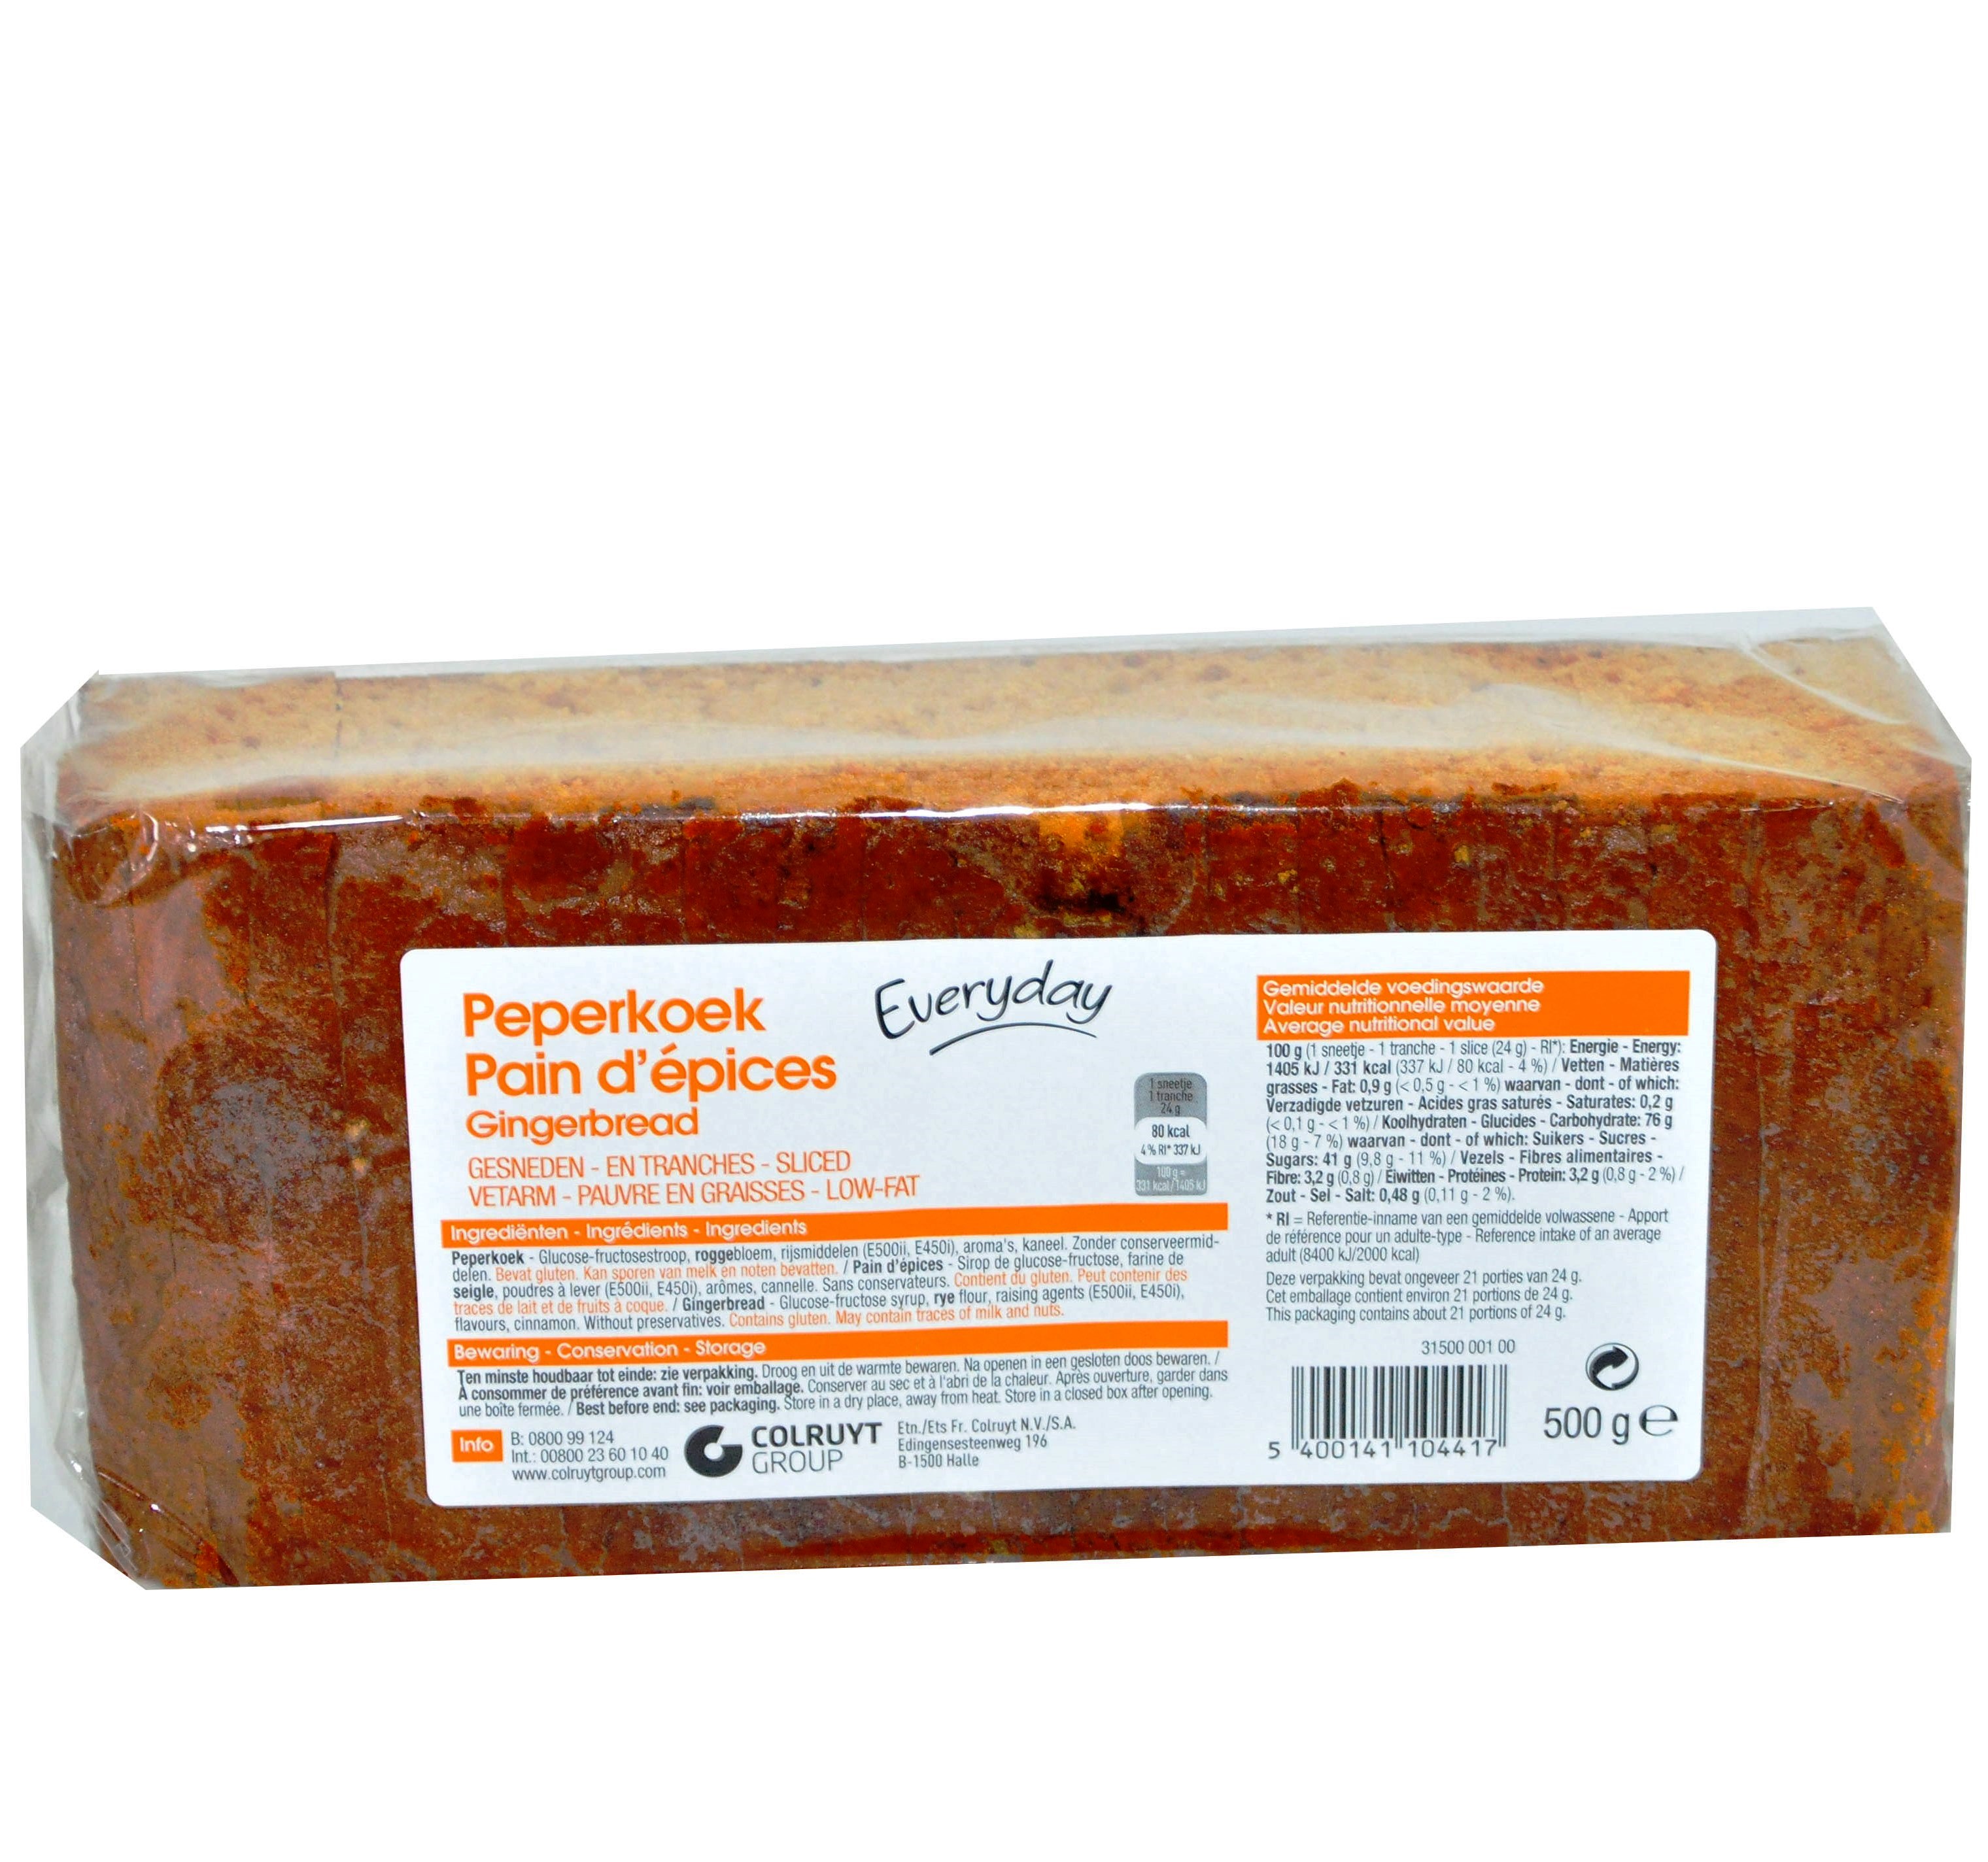 Peperkoek
Pain d'épices
Gingerbread
Everyday
GESNEDEN - EN TRANCHES - SLICED
VETARM - PAUVRE EN GRAISSES - LOW-FAT
1 sneetje
1 tranche
24 g
80 kcal
4% RI* 337 kJ
100 g =
331 kcal/1405 kJ
Ingrediënten - Ingrédients - Ingredients
Peperkoek - Glucose-fructosestroop, roggebloem, rijsmiddelen (E500ii, E450i), aroma's, kaneel. Zonder conserveermid-
delen. Bevat gluten. Kan sporen van melk en noten bevatten. / Pain d'épices - Sirop de glucose-fructose, farine de
seigle, poudres à lever (E500ii, E450i), arômes, cannelle. Sans conservateurs. Contient du gluten. Peut contenir des
traces de lait et de fruits à coque. / Gingerbread - Glucose-fructose syrup, rye flour, raising agents (E500ii, E450i),
flavours, cinnamon. Without preservatives. Contains gluten. May contain traces of milk and nuts.
Bewaring - Conservation - Storage
Ten minste houdbaar tot einde: zie verpakking. Droog en uit de warmte bewaren. Na openen in een gesloten doos bewaren. /
À consommer de préférence avant fin: voir emballage. Conserver au sec et à l'abri de la chaleur. Après ouverture, garder dans
une boîte fermée. / Best before end: see packaging. Store in a dry place, away from heat. Store in a closed box after opening.
Info
B: 0800 99 124
Int.: 00800 23 60 10 40
www.colruytgroup.com
COLRUYT
GROUP
Etn./Ets Fr. Colruyt N.V./S.A.
Edingensesteenweg 196
B-1500 Halle
Gemiddelde voedingswaarde
Valeur nutritionnelle moyenne
Average nutritional value
100 g (1 sneetje - 1 tranche - 1 slice (24 g) - RI*): Energie - Energy:
1405 kJ / 331 kcal (337 kJ / 80 kcal - 4 %) / Vetten - Matières
grasses - Fat: 0,9 g (< 0,5 g - < 1 %) waarvan - dont - of which:
Verzadigde vetzuren - Acides gras saturés - Saturates: 0,2 g
(< 0,1 g - < 1 %) / Koolhydraten - Glucides - Carbohydrate: 76 g
(18 g - 7 %) waarvan - dont - of which: Suikers - Sucres -
Sugars: 41 g (9,8 g - 11 %) / Vezels - Fibres alimentaires -
Fibre: 3,2 g (0,8 g) / Eiwitten - Protéines - Protein: 3,2 g (0,8 g - 2 %) /
Zout - Sel - Salt: 0,48 g (0,11 g - 2 %).
* RI = Referentie-inname van een gemiddelde volwassene - Apport
de référence pour un adulte-type - Reference intake of an average
adult (8400 kJ/2000 kcal)
Deze verpakking bevat ongeveer 21 porties van 24 g.
Cet emballage contient environ 21 portions de 24 g.
This packaging contains about 21 portions of 24 g.
31500 001 00
5 400141 104417
500 g e